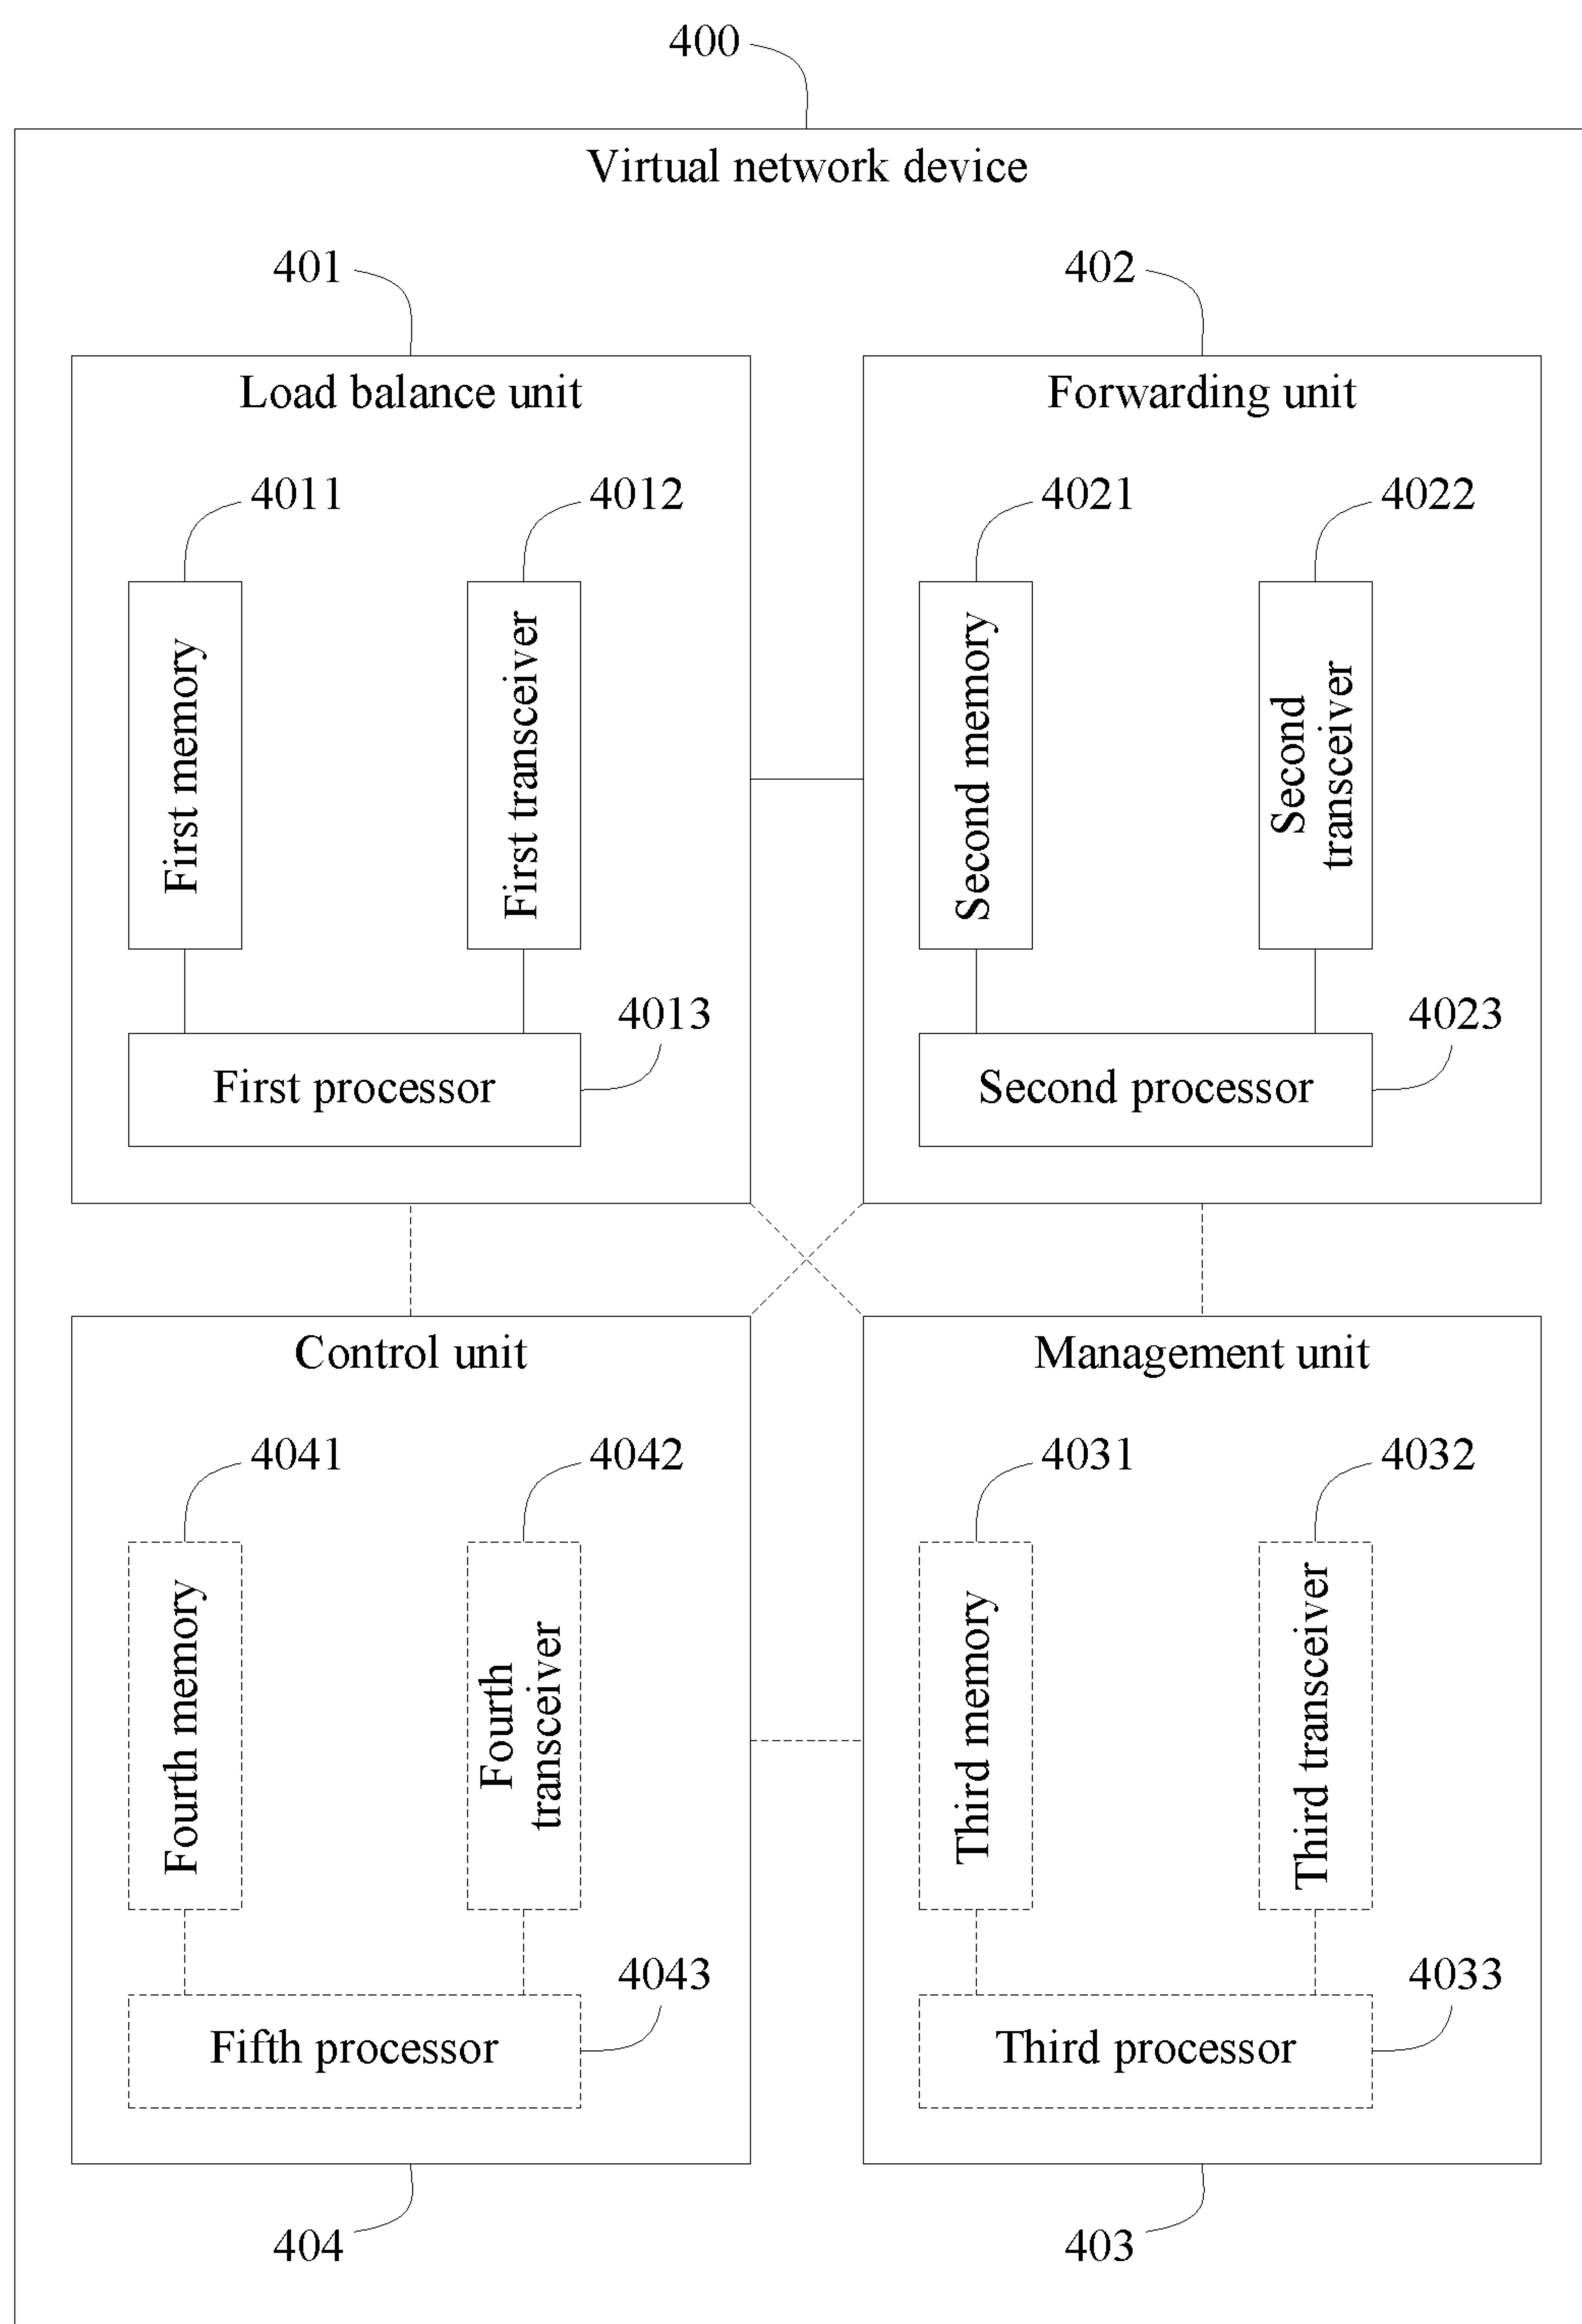 400
Virtual network device
401
402
Load balance unit
Forwarding unit
4011
4012
4021
4022
First memory
First transceiver
Second memory
Second
transceiver
4013
4023
First processor
Second processor
Control unit
Management unit
4041
4042
4031
4032
Fourth memory
Fourth
transceiver
Third memory
Third transceiver
4043
4033
Fifth processor
Third processor
404
403